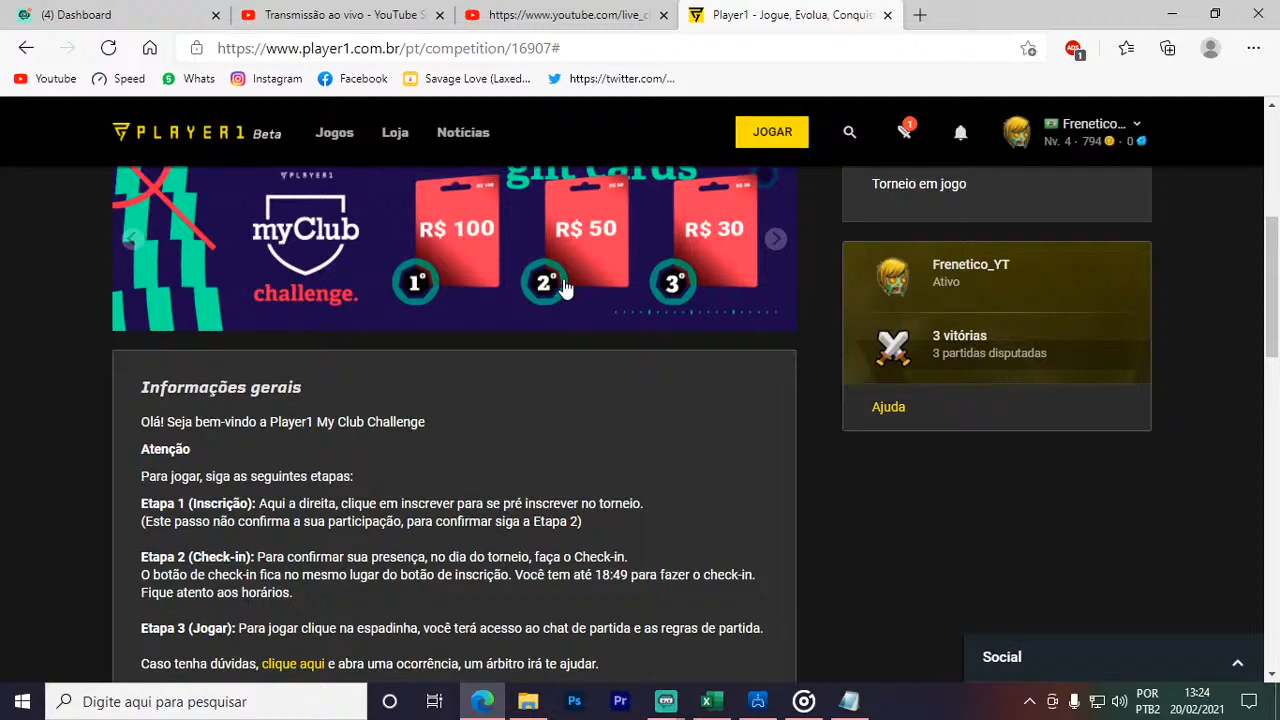 (4) Dashboard
Transmissão ao vivo - YouTube S
https://www.youtube.com/live_c
Player1 - Jogue, Evolua, Conquis
https://www.player1.com.br/pt/competition/16907#
1
Youtube
Speed
Whats
Instagram
Facebook
Savage Love (Laxed...
https://twitter.com/...
PLAYER1 Beta
Jogos
Loja
Notícias
JOGAR
1
Frenetico...
Nv. 4 - 794 - 0
gift cards
PLAYER1
myClub
challenge.
R$ 100
R$ 50
R$ 30
1º
2º
3º
Torneio em jogo
Frenetico_YT
Ativo
3 vitórias
3 partidas disputadas
Ajuda
Informações gerais
Olá! Seja bem-vindo a Player1 My Club Challenge
Atenção
Para jogar, siga as seguintes etapas:
Etapa 1 (Inscrição): Aqui a direita, clique em inscrever para se pré inscrever no torneio.
(Este passo não confirma a sua participação, para confirmar siga a Etapa 2)
Etapa 2 (Check-in): Para confirmar sua presença, no dia do torneio, faça o Check-in.
O botão de check-in fica no mesmo lugar do botão de inscrição. Você tem até 18:49 para fazer o check-in.
Fique atento aos horários.
Etapa 3 (Jogar): Para jogar clique na espadinha, você terá acesso ao chat de partida e as regras de partida.
Caso tenha dúvidas, clique aqui e abra uma ocorrência, um árbitro irá te ajudar.
Social
Digite aqui para pesquisar
Ps
Pr
POR
PTB2
13:24
20/02/2021